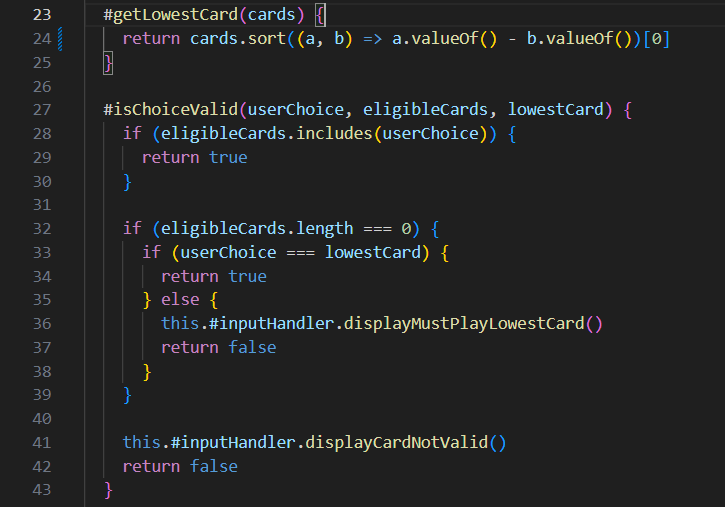 23 #getLowestCard(cards) {
24 return cards.sort((a, b) => a.valueOf() - b.valueOf())[0]
25 }
26
27 #isChoiceValid(userChoice, eligibleCards, lowestCard) {
28 if (eligibleCards.includes(userChoice)) {
29 return true
30 }
31
32 if (eligibleCards.length === 0) {
33 if (userChoice === lowestCard) {
34 return true
35 } else {
36 this.#inputHandler.displayMustPlayLowestCard()
37 return false
38 }
39 }
40
41 this.#inputHandler.displayCardNotValid()
42 return false
43 }